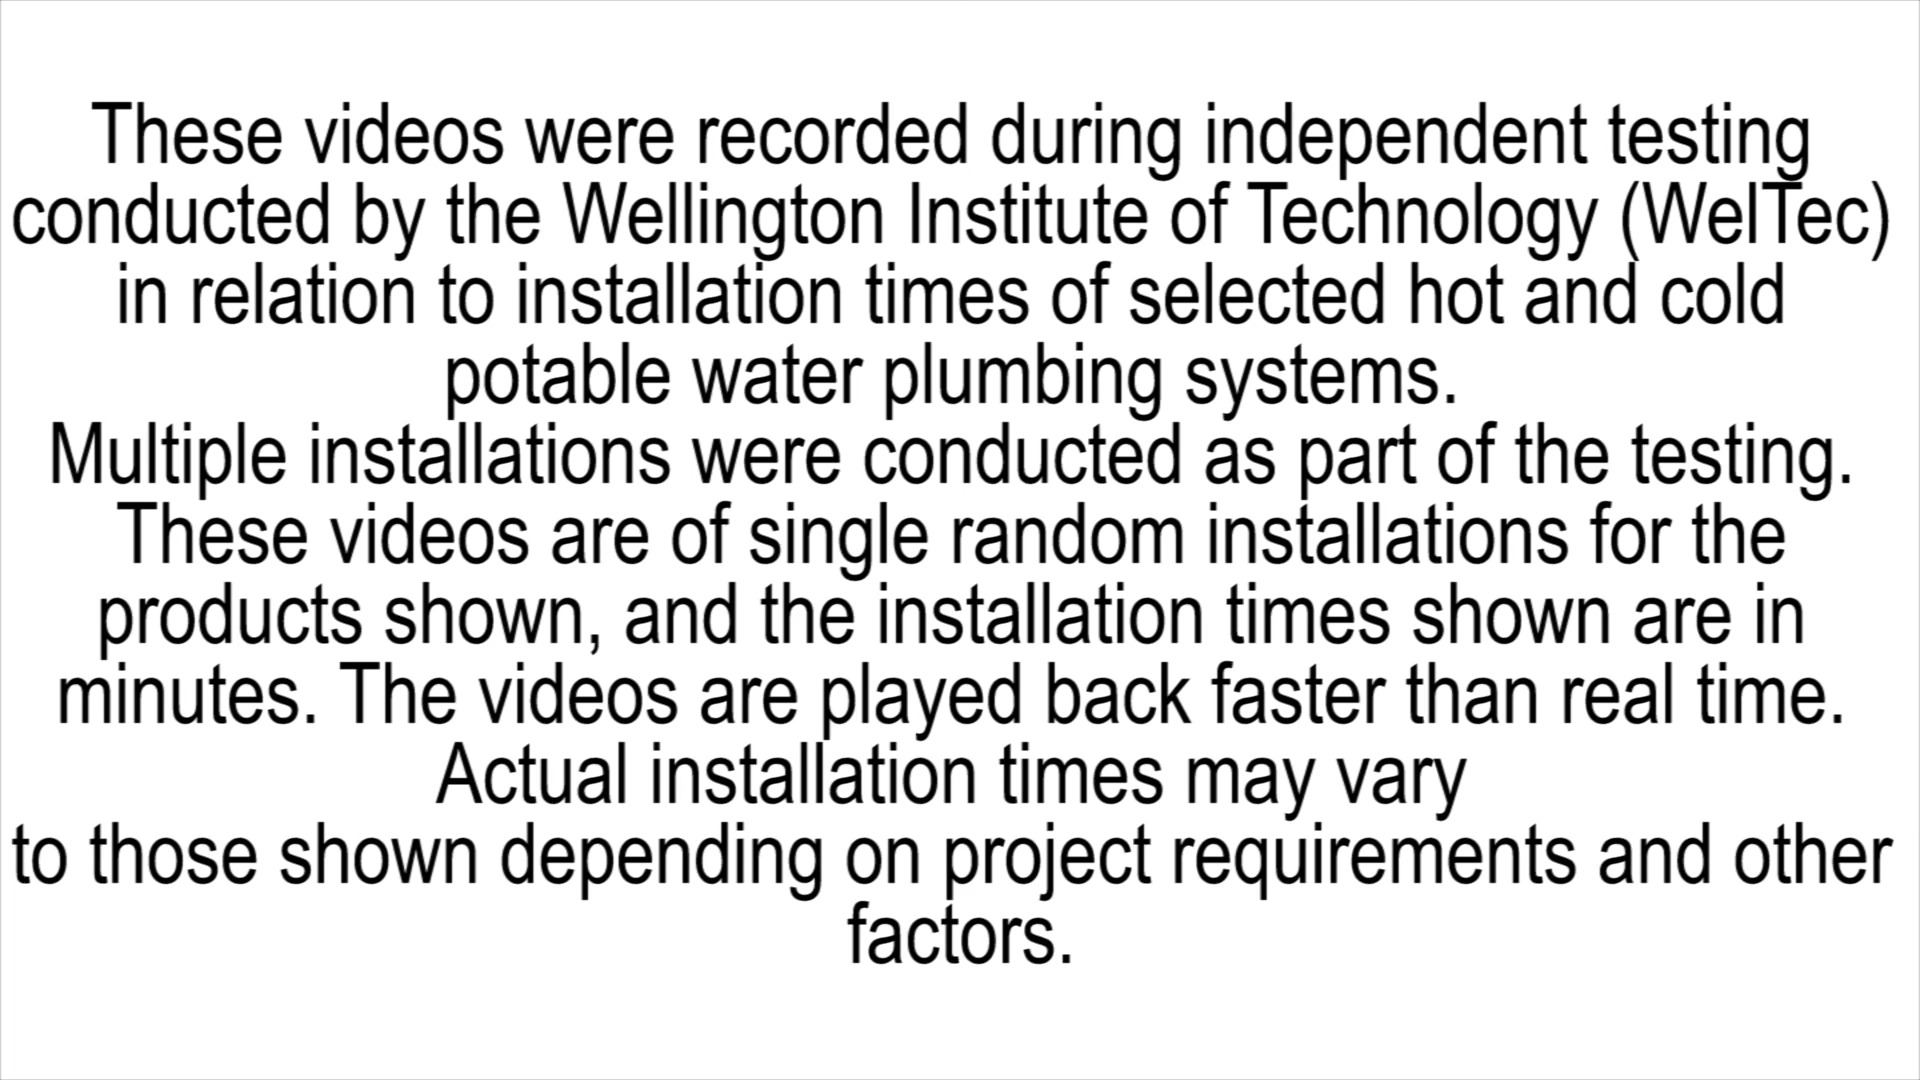 These videos were recorded during independent testing
conducted by the Wellington Institute of Technology (WelTec)
in relation to installation times of selected hot and cold
potable water plumbing systems.
Multiple installations were conducted as part of the testing.
These videos are of single random installations for the
products shown, and the installation times shown are in
minutes. The videos are played back faster than real time.
Actual installation times may vary
to those shown depending on project requirements and other
factors.